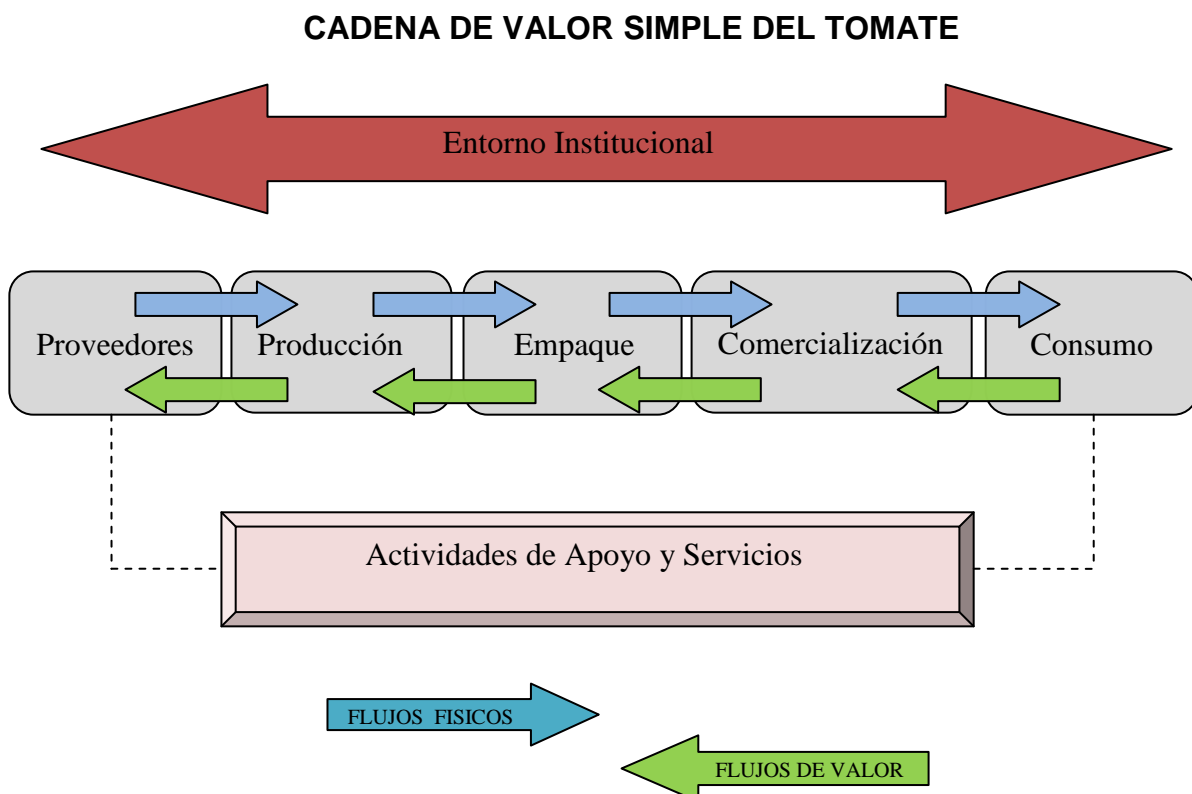 CADENA DE VALOR SIMPLE DEL TOMATE
Entorno Institucional
Proveedores
Producción
Empaque
Comercialización
Consumo
Actividades de Apoyo y Servicios
FLUJOS FISICOS
FLUJOS DE VALOR